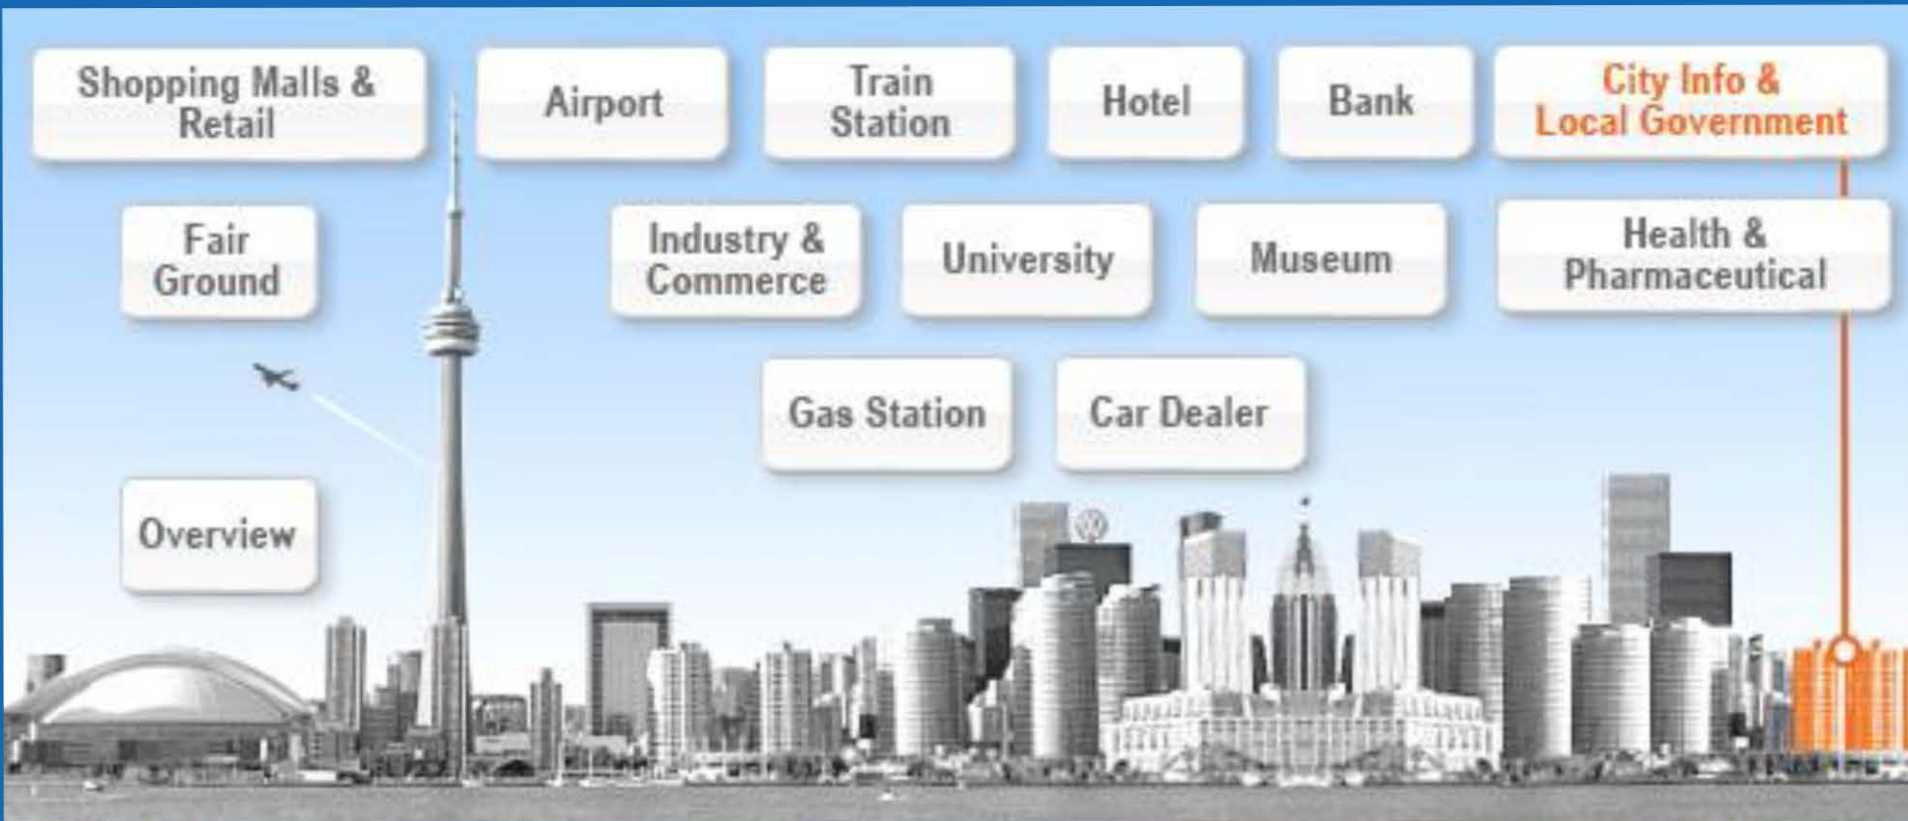 Shopping Malls &
Retail
Airport
Train
Station
Hotel
Bank
City Info &
Local Government
Fair
Ground
Industry &
Commerce
University
Museum
Health &
Pharmaceutical
Gas Station
Car Dealer
Overview